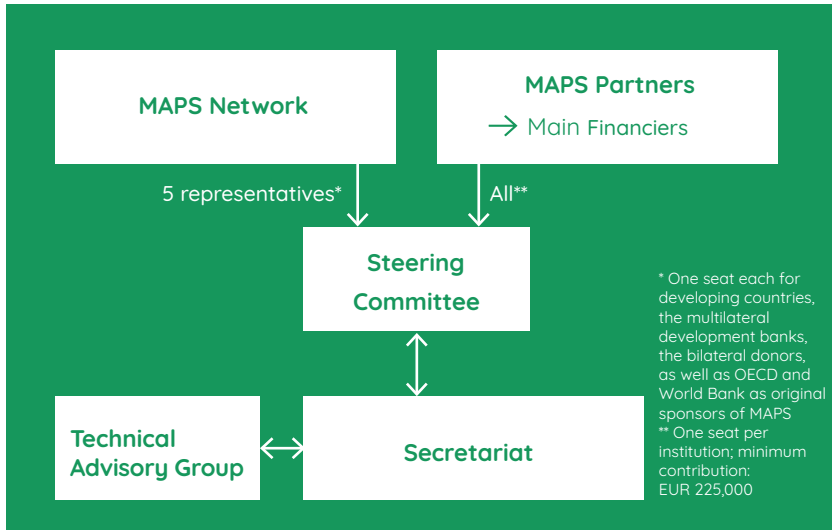 MAPS Network
MAPS Partners
→ Main Financiers
5 representatives*
All**
Steering
Committee
Technical
Advisory Group
Secretariat
* One seat each for
developing countries,
the multilateral
development banks,
the bilateral donors,
as well as OECD and
World Bank as original
sponsors of MAPS
** One seat per
institution; minimum
contribution:
EUR 225,000